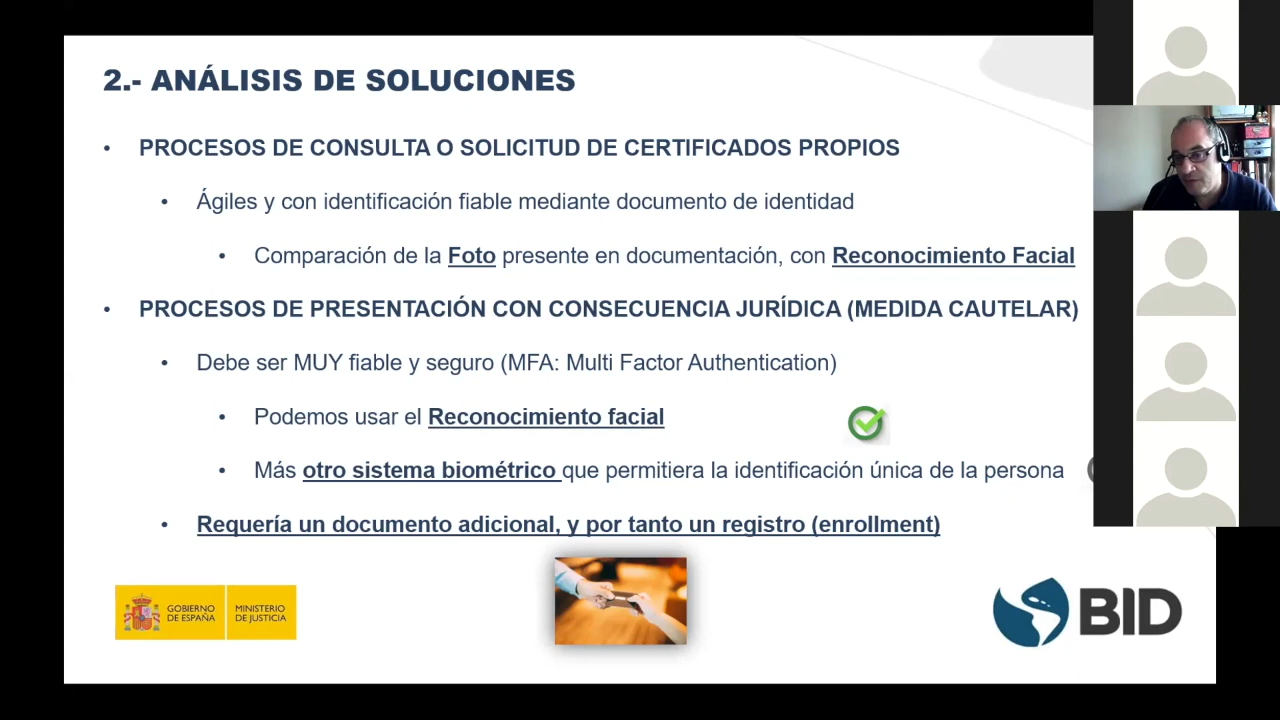 2.- ANÁLISIS DE SOLUCIONES
• PROCESOS DE CONSULTA O SOLICITUD DE CERTIFICADOS PROPIOS
• Ágiles y con identificación fiable mediante documento de identidad
• Comparación de la Foto presente en documentación, con Reconocimiento Facial
• PROCESOS DE PRESENTACIÓN CON CONSECUENCIA JURÍDICA (MEDIDA CAUTELAR)
• Debe ser MUY fiable y seguro (MFA: Multi Factor Authentication)
• Podemos usar el Reconocimiento facial
• Más otro sistema biométrico que permitiera la identificación única de la persona
• Requería un documento adicional, y por tanto un registro (enrollment)
GOBIERNO DE ESPAÑA
MINISTERIO DE JUSTICIA
BID